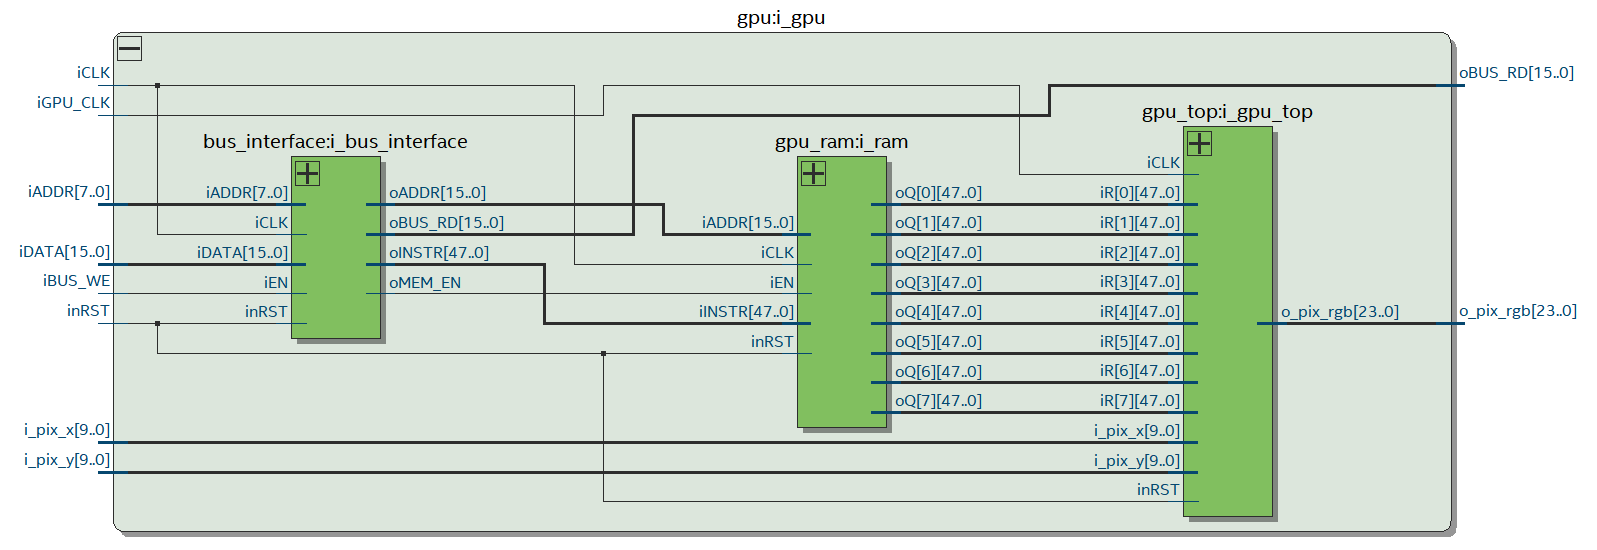 gpu:i_gpu
iCLK
iGPU_CLK
iADDR[7..0]
iDATA[15..0]
iBUS_WE
inRST
i_pix_x[9..0]
i_pix_y[9..0]
bus_interface:i_bus_interface
iADDR[7..0]
iCLK
iDATA[15..0]
iEN
inRST
oADDR[15..0]
oBUS_RD[15..0]
oINSTR[47..0]
oMEM_EN
gpu_ram:i_ram
iADDR[15..0]
iCLK
iEN
iINSTR[47..0]
inRST
oQ[0][47..0]
oQ[1][47..0]
oQ[2][47..0]
oQ[3][47..0]
oQ[4][47..0]
oQ[5][47..0]
oQ[6][47..0]
oQ[7][47..0]
gpu_top:i_gpu_top
iCLK
iR[0][47..0]
iR[1][47..0]
iR[2][47..0]
iR[3][47..0]
iR[4][47..0]
iR[5][47..0]
iR[6][47..0]
iR[7][47..0]
i_pix_x[9..0]
i_pix_y[9..0]
inRST
o_pix_rgb[23..0]
oBUS_RD[15..0]
o_pix_rgb[23..0]